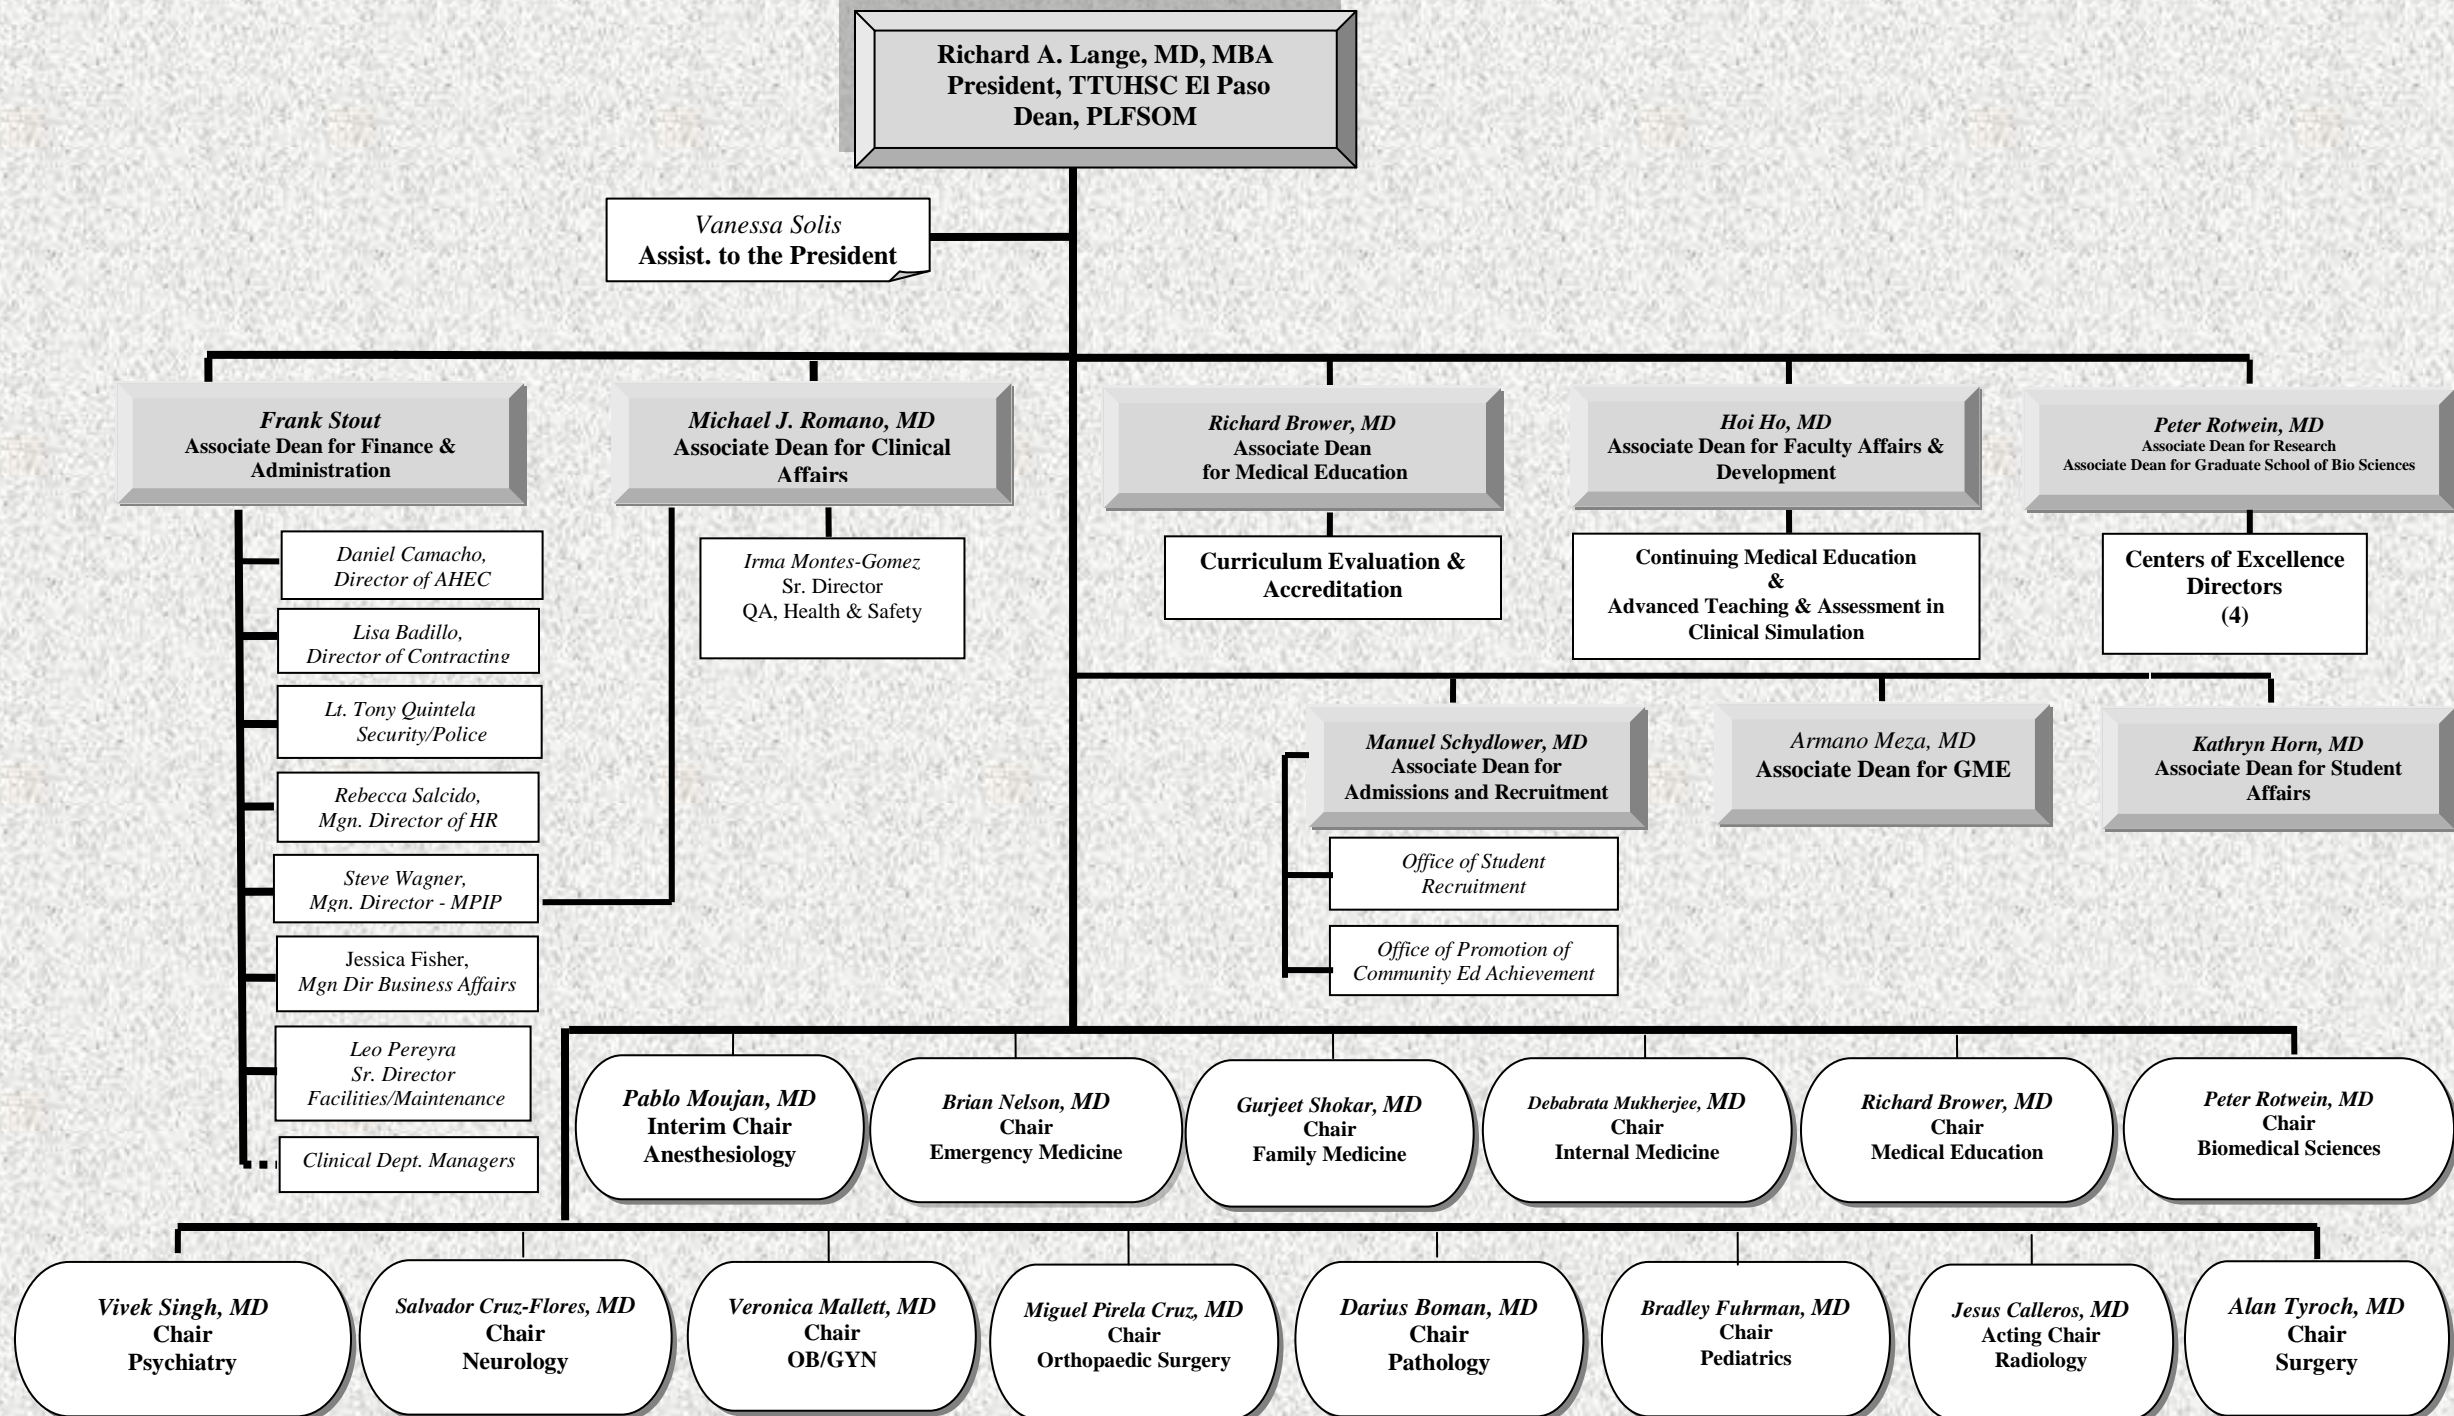 Richard A. Lange, MD, MBA
President, TTUHSC El Paso
Dean, PLFSOM
Vanessa Solis
Assist. to the President
Frank Stout
Associate Dean for Finance &
Administration
Michael J. Romano, MD
Associate Dean for Clinical
Affairs
Richard Brower, MD
Associate Dean
for Medical Education
Hoi Ho, MD
Associate Dean for Faculty Affairs &
Development
Peter Rotwein, MD
Associate Dean for Research
Associate Dean for Graduate School of Bio Sciences
Daniel Camacho,
Director of AHEC
Lisa Badillo,
Director of Contracting
Lt. Tony Quintela
Security/Police
Rebecca Salcido,
Mgn. Director of HR
Steve Wagner,
Mgn. Director - MPIP
Jessica Fisher,
Mgn Dir Business Affairs
Leo Pereyra
Sr. Director
Facilities/Maintenance
Clinical Dept. Managers
Irma Montes-Gomez
Sr. Director
QA, Health & Safety
Curriculum Evaluation &
Accreditation
Continuing Medical Education
&
Advanced Teaching & Assessment in
Clinical Simulation
Centers of Excellence
Directors
(4)
Manuel Schydlower, MD
Associate Dean for
Admissions and Recruitment
Armano Meza, MD
Associate Dean for GME
Kathryn Horn, MD
Associate Dean for Student
Affairs
Office of Student
Recruitment
Office of Promotion of
Community Ed Achievement
Pablo Moujan, MD
Interim Chair
Anesthesiology
Brian Nelson, MD
Chair
Emergency Medicine
Gurjeet Shokar, MD
Chair
Family Medicine
Debabrata Mukherjee, MD
Chair
Internal Medicine
Richard Brower, MD
Chair
Medical Education
Peter Rotwein, MD
Chair
Biomedical Sciences
Vivek Singh, MD
Chair
Psychiatry
Salvador Cruz-Flores, MD
Chair
Neurology
Veronica Mallett, MD
Chair
OB/GYN
Miguel Pirela Cruz, MD
Chair
Orthopaedic Surgery
Darius Boman, MD
Chair
Pathology
Bradley Fuhrman, MD
Chair
Pediatrics
Jesus Calleros, MD
Acting Chair
Radiology
Alan Tyroch, MD
Chair
Surgery